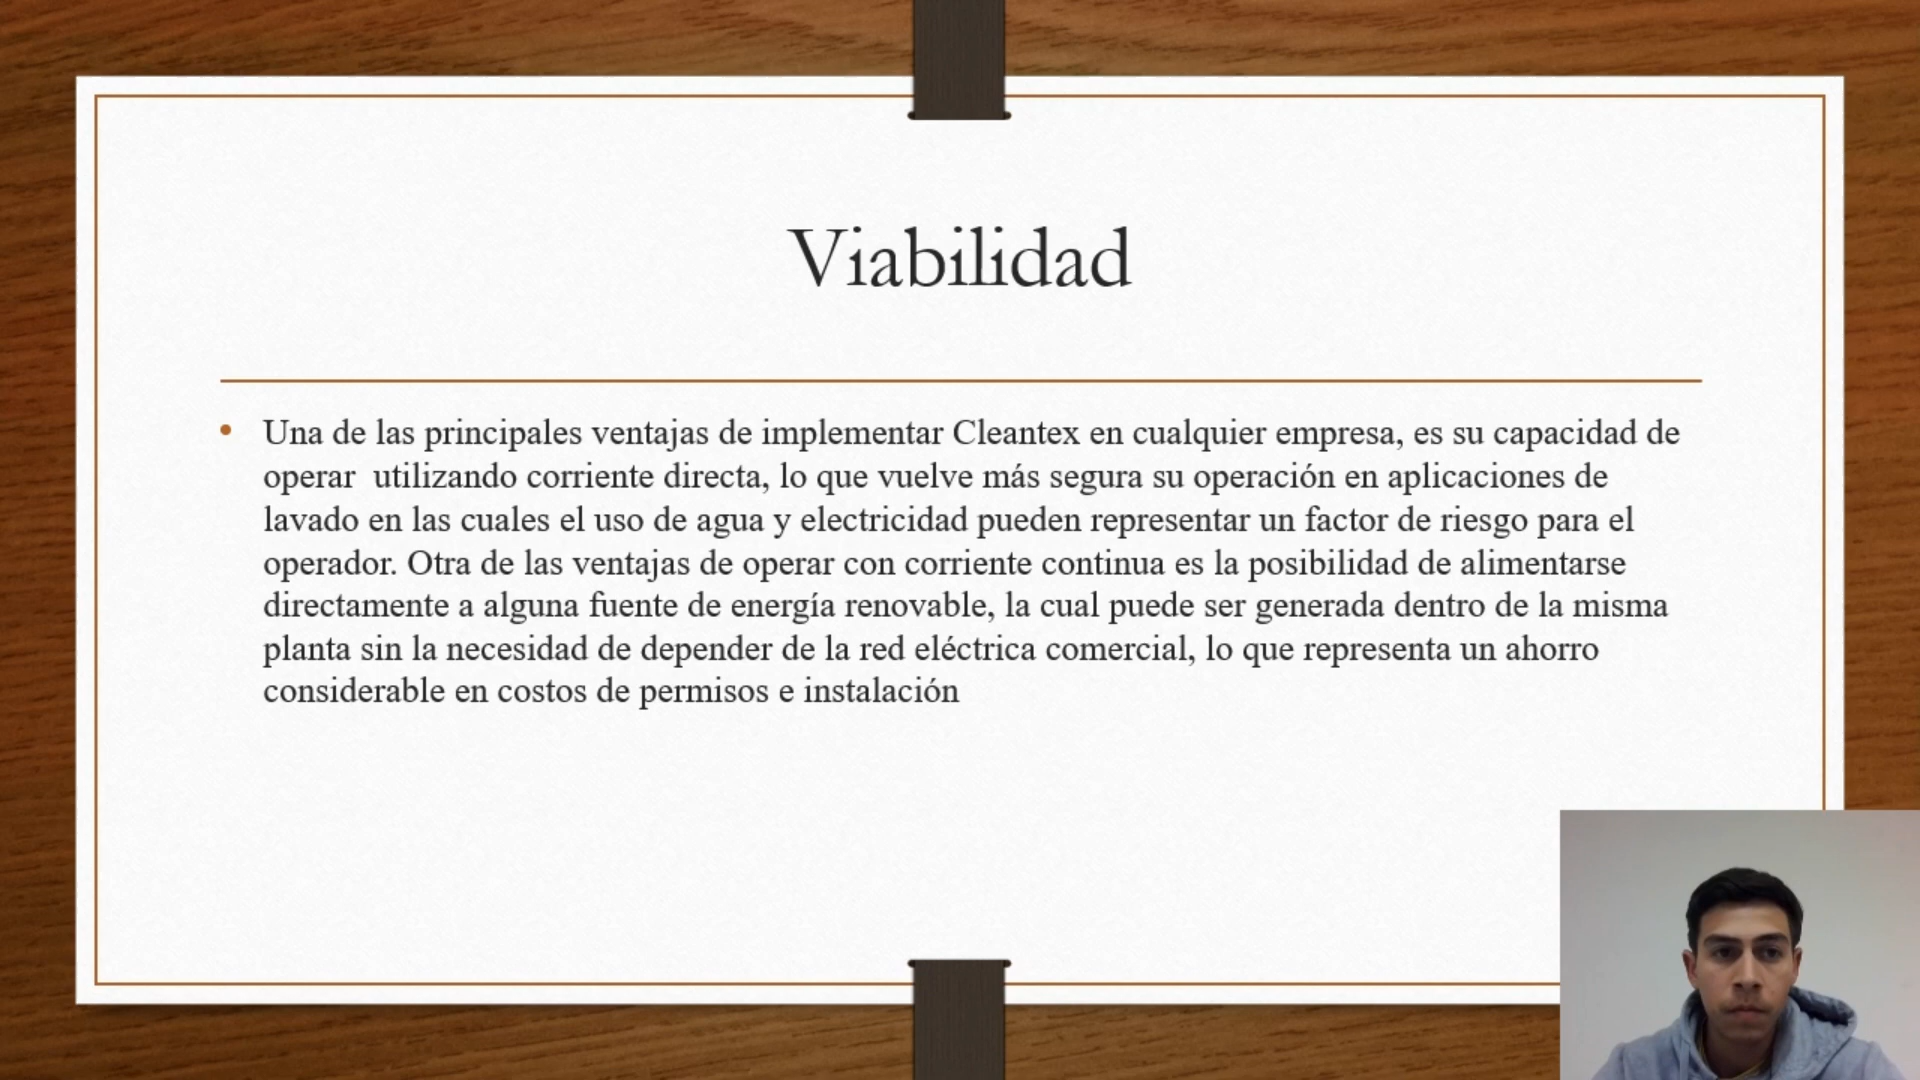 Viabilidad
• Una de las principales ventajas de implementar Cleantex en cualquier empresa, es su capacidad de
operar  utilizando corriente directa, lo que vuelve más segura su operación en aplicaciones de
lavado en las cuales el uso de agua y electricidad pueden representar un factor de riesgo para el
operador. Otra de las ventajas de operar con corriente continua es la posibilidad de alimentarse
directamente a alguna fuente de energía renovable, la cual puede ser generada dentro de la misma
planta sin la necesidad de depender de la red eléctrica comercial, lo que representa un ahorro
considerable en costos de permisos e instalación